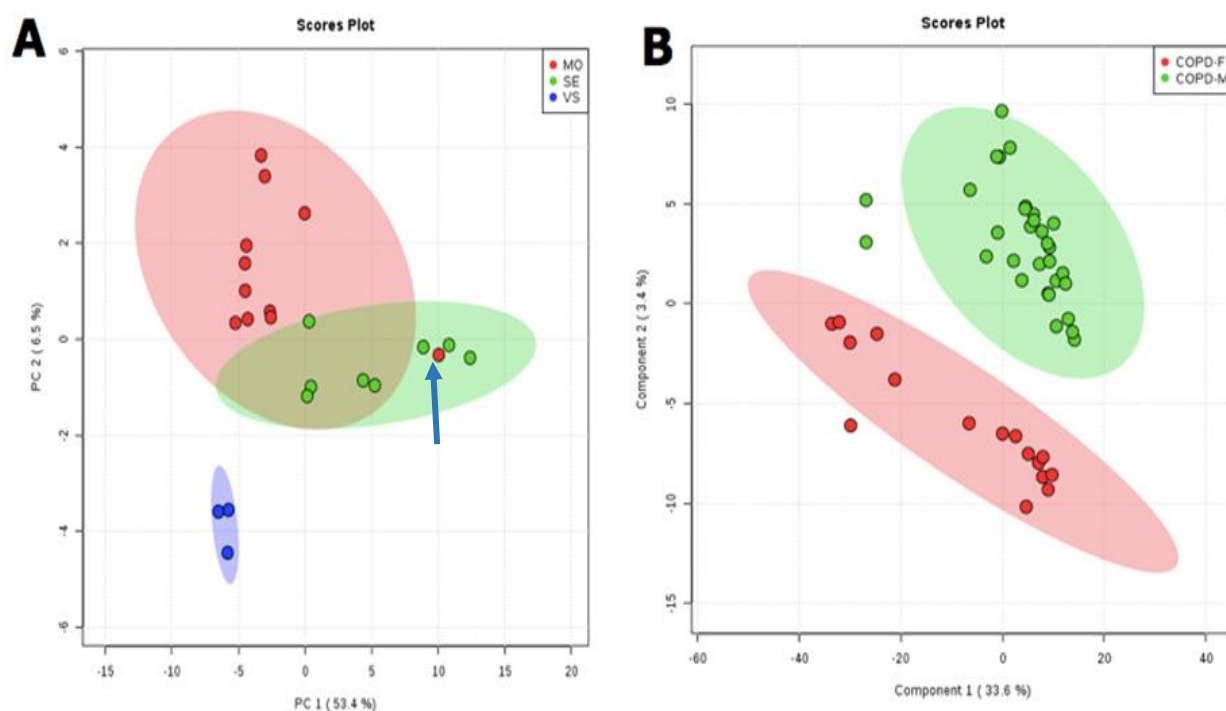 A
Scores Plot
MO
SE
VS
PC 2 ( 6.5 %)
6
4
2
0
-2
-4
-6
-15 -10 -5 0 5 10 15 20
PC 1 ( 53.4 %)
B
Scores Plot
COPD-F
COPD-M
Component 2 ( 3.4 %)
10
5
0
-5
-10
-15
-60 -40 -20 0 20 40
Component 1 ( 33.6 %)